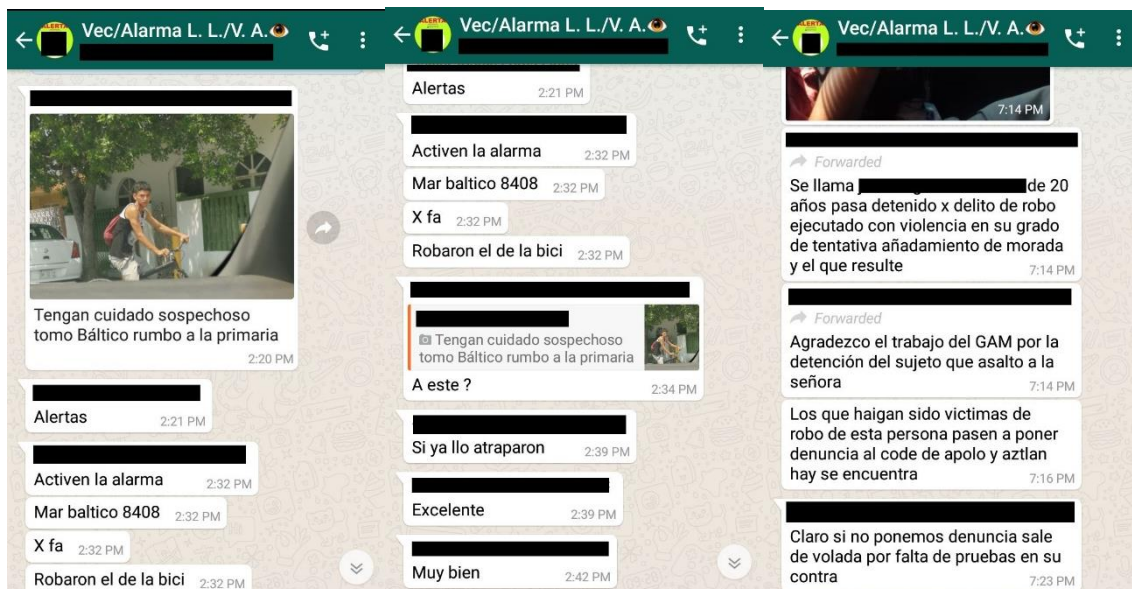 Vec/Alarma L. L./V. A.
Tengan cuidado sospechoso
tomo Báltico rumbo a la primaria
2:20 PM
Alertas 2:21 PM
Activen la alarma 2:32 PM
Mar baltico 8408 2:32 PM
X fa 2:32 PM
Robaron el de la bici 2:32 PM
ALERTA
Vec/Alarma L. L./V. A.
Alertas 2:21 PM
Activen la alarma 2:32 PM
Mar baltico 8408 2:32 PM
X fa 2:32 PM
Robaron el de la bici 2:32 PM
Tengan cuidado sospechoso
tomo Báltico rumbo a la primaria
A este ? 2:34 PM
Si ya llo atraparon 2:39 PM
Excelente 2:39 PM
Muy bien 2:42 PM
Vec/Alarma L. L./V. A.
7:14 PM
Forwarded
Se llama j de 20
años pasa detenido x delito de robo
ejecutado con violencia en su grado
de tentativa añadamiento de morada
y el que resulte 7:14 PM
Forwarded
Agradezco el trabajo del GAM por la
detención del sujeto que asalto a la
señora 7:14 PM
Los que haigan sido victimas de
robo de esta persona pasen a poner
denuncia al code de apolo y aztlan
hay se encuentra 7:16 PM
Claro si no ponemos denuncia sale
de volada por falta de pruebas en su
contra 7:23 PM